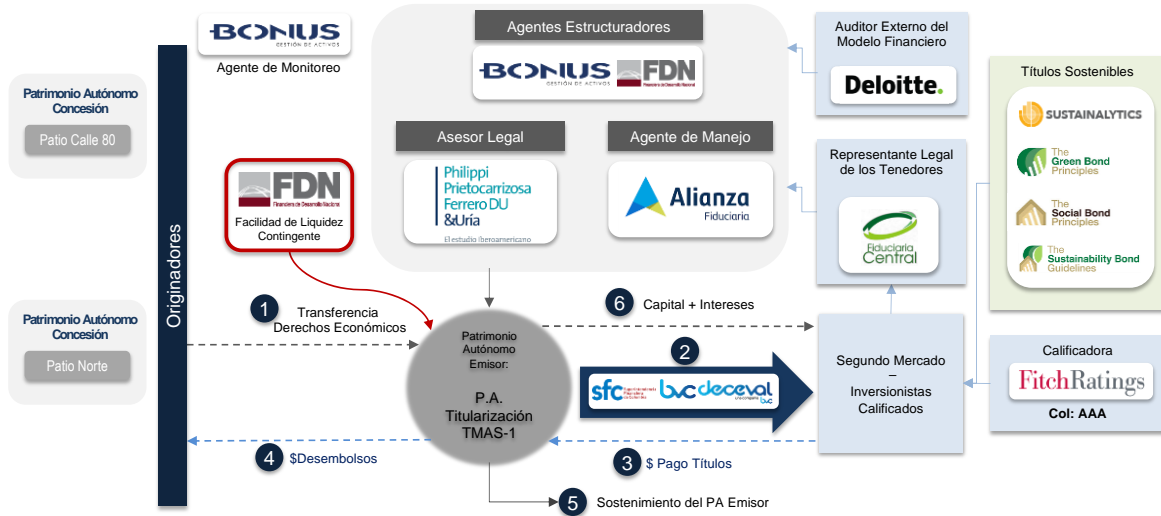 BONUS
GESTIÓN DE ACTIVOS
Agente de Monitoreo
Patrimonio Autónomo
Concesión
Patio Calle 80
Patrimonio Autónomo
Concesión
Patio Norte
Originadores
FDN
Financiera de Desarrollo Nacional
Facilidad de Liquidez
Contingente
Agentes Estructuradores
BONUS
GESTIÓN DE ACTIVOS
FDN
Financiera de Desarrollo Nacional
Asesor Legal
Philippi
Prietocarrizosa
Ferrero DU
&Uría
El estudio Iberoamericano
Agente de Manejo
Alianza
Fiduciaria
Auditor Externo del
Modelo Financiero
Deloitte.
Representante Legal
de los Tenedores
Fiduciaria
Central
Títulos Sostenibles
SUSTAINALYTICS
The
Green Bond
Principles
The
Social Bond
Principles
The
Sustainability Bond
Guidelines
1
Transferencia
Derechos Económicos
Patrimonio
Autónomo
Emisor:
P.A.
Titularización
TMAS-1
6 Capital + Intereses
2
sfc Superintendencia
Financiera
de Colombia
bvc
deceval
bvc
Segundo Mercado
–
Inversionistas
Calificados
Calificadora
FitchRatings
Col: AAA
4 $Desembolsos
3 $ Pago Títulos
5 Sostenimiento del PA Emisor